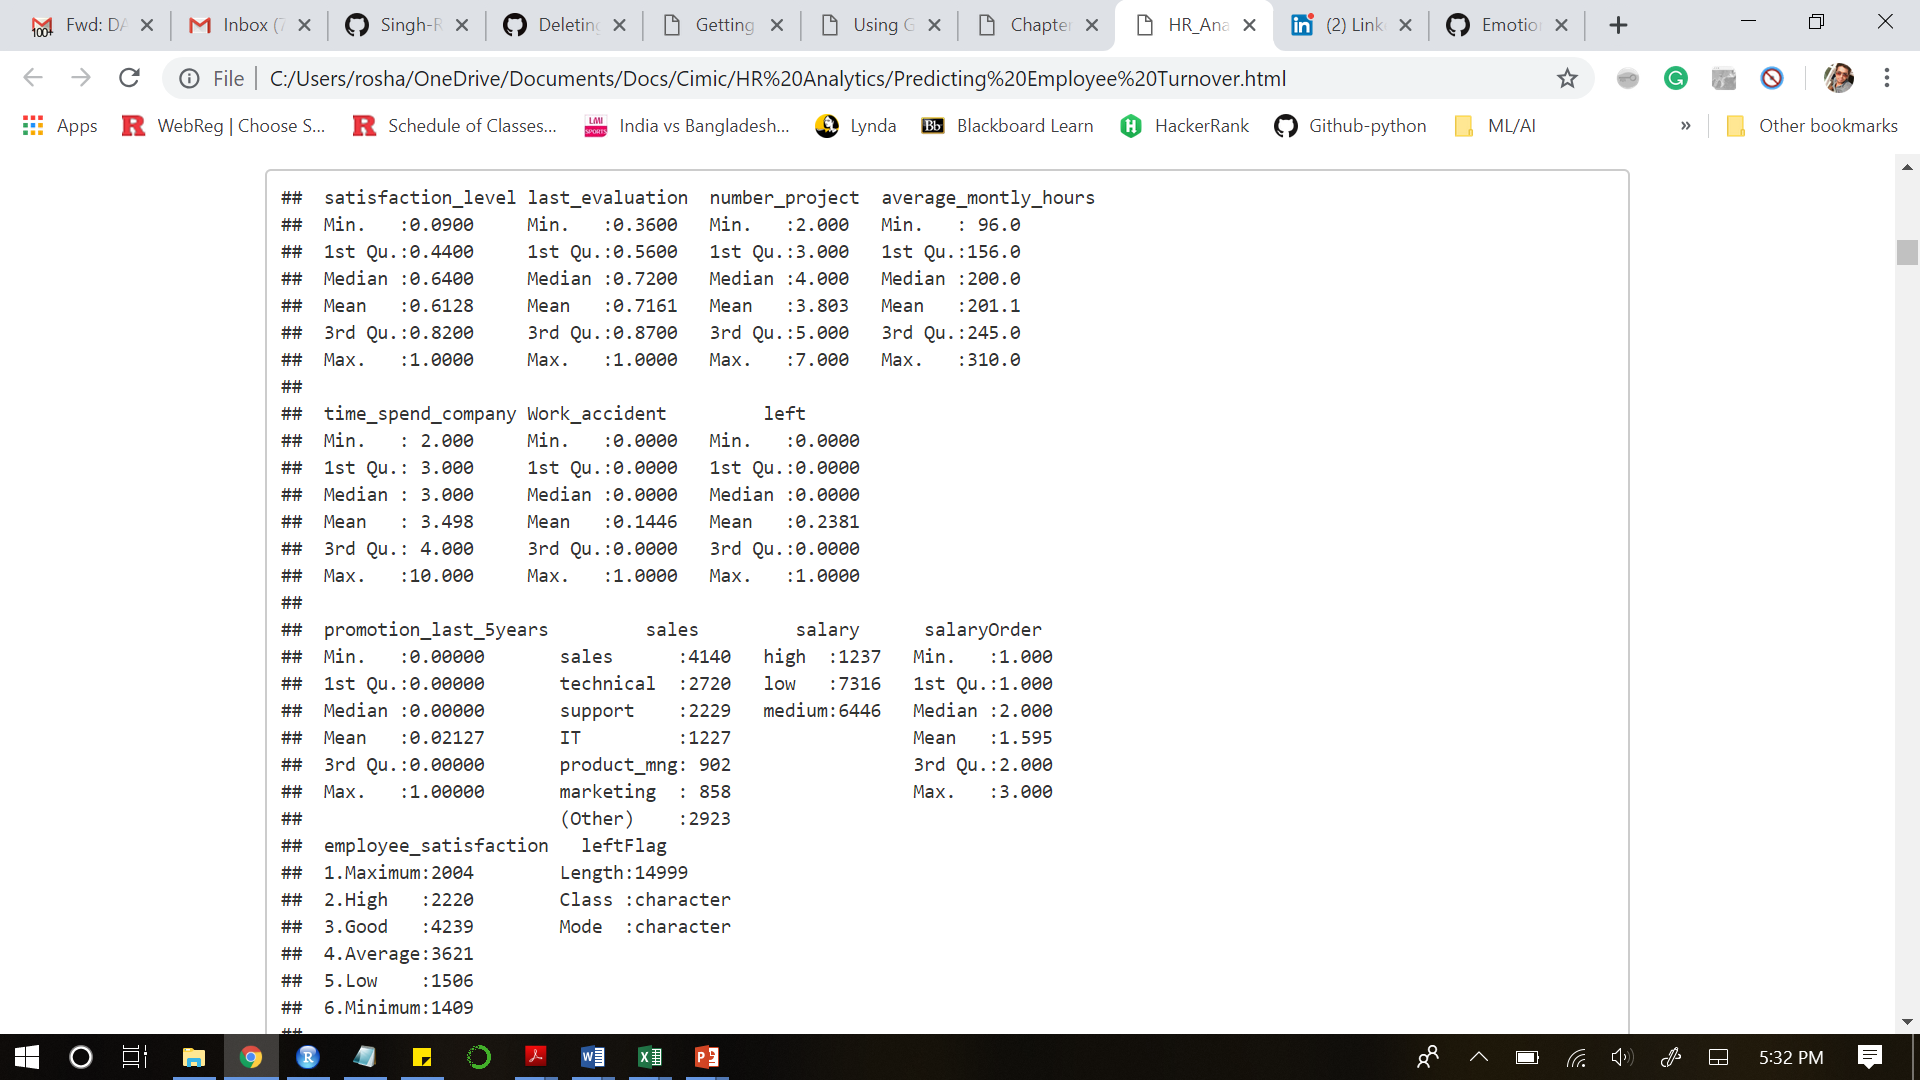 Fwd: DA
Inbox (7
Singh-R
Deleting
Getting
Using G
Chapter
HR_Ana
(2) Link
Emotion
File C:/Users/rosha/OneDrive/Documents/Docs/Cimic/HR%20Analytics/Predicting%20Employee%20Turnover.html
Apps WebReg | Choose S... Schedule of Classes... India vs Bangladesh... Lynda Blackboard Learn HackerRank Github-python ML/AI » Other bookmarks
## satisfaction_level last_evaluation number_project average_montly_hours
## Min. :0.0900 Min. :0.3600 Min. :2.000 Min. : 96.0
## 1st Qu.:0.4400 1st Qu.:0.5600 1st Qu.:3.000 1st Qu.:156.0
## Median :0.6400 Median :0.7200 Median :4.000 Median :200.0
## Mean :0.6128 Mean :0.7161 Mean :3.803 Mean :201.1
## 3rd Qu.:0.8200 3rd Qu.:0.8700 3rd Qu.:5.000 3rd Qu.:245.0
## Max. :1.0000 Max. :1.0000 Max. :7.000 Max. :310.0
##
## time_spend_company Work_accident left
## Min. : 2.000 Min. :0.0000 Min. :0.0000
## 1st Qu.: 3.000 1st Qu.:0.0000 1st Qu.:0.0000
## Median : 3.000 Median :0.0000 Median :0.0000
## Mean : 3.498 Mean :0.1446 Mean :0.2381
## 3rd Qu.: 4.000 3rd Qu.:0.0000 3rd Qu.:0.0000
## Max. :10.000 Max. :1.0000 Max. :1.0000
##
## promotion_last_5years sales salary salaryOrder
## Min. :0.00000 sales :4140 high :1237 Min. :1.000
## 1st Qu.:0.00000 technical :2720 low :7316 1st Qu.:1.000
## Median :0.00000 support :2229 medium:6446 Median :2.000
## Mean :0.02127 IT :1227 Mean :1.595
## 3rd Qu.:0.00000 product_mng: 902 3rd Qu.:2.000
## Max. :1.00000 marketing : 858 Max. :3.000
## (Other) :2923
## employee_satisfaction leftFlag
## 1.Maximum:2004 Length:14999
## 2.High :2220 Class :character
## 3.Good :4239 Mode :character
## 4.Average:3621
## 5.Low :1506
## 6.Minimum:1409
##
5:32 PM